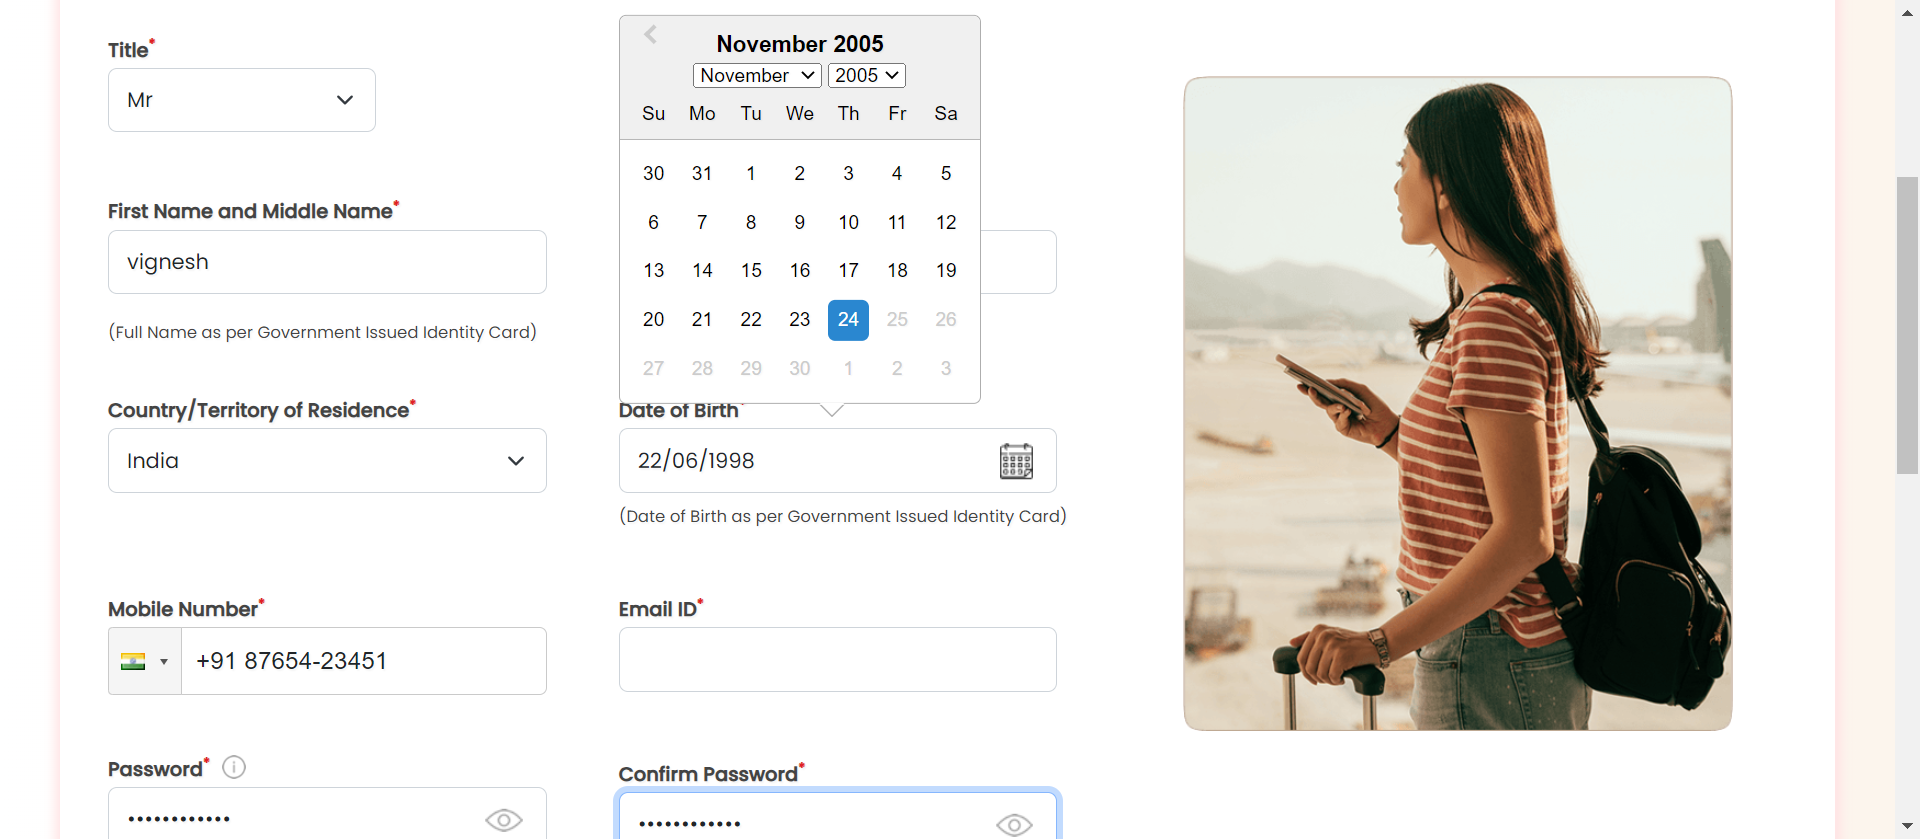 Title*
Mr
First Name and Middle Name*
vignesh
(Full Name as per Government Issued Identity Card)
November 2005
November 2005
Su Mo Tu We Th Fr Sa
30 31 1 2 3 4 5
6 7 8 9 10 11 12
13 14 15 16 17 18 19
20 21 22 23 24 25 26
27 28 29 30 1 2 3
Country/Territory of Residence*
India
Date of Birth*
22/06/1998
(Date of Birth as per Government Issued Identity Card)
Mobile Number*
+91 87654-23451
Email ID*
Password*
••••••••••••
Confirm Password*
••••••••••••